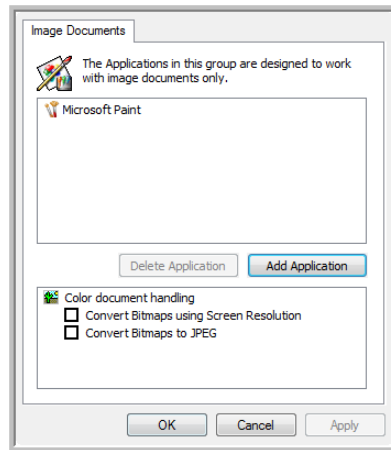 Image Documents
The Applications in this group are designed to work
with image documents only.
Microsoft Paint
Delete Application
Add Application
Color document handling
Convert Bitmaps using Screen Resolution
Convert Bitmaps to JPEG
OK
Cancel
Apply